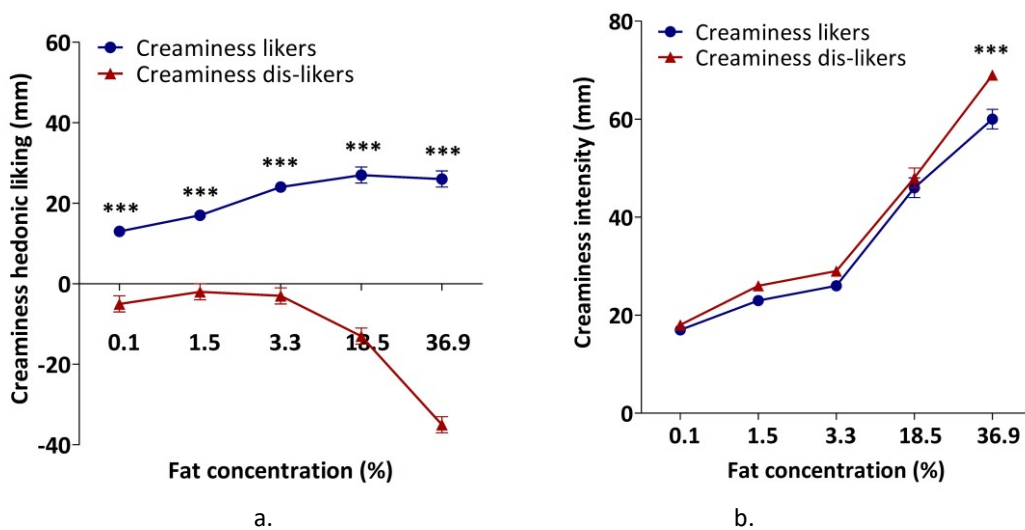 Creaminess likers
Creaminess dis-likers
Creaminess hedonic liking (mm)
60
40
20
0
-20
-40
***
***
***
***
***
0.1 1.5 3.3 18.5 36.9
Fat concentration (%)
a.
Creaminess likers
Creaminess dis-likers
Creaminess intensity (mm)
80
60
40
20
0
***
0.1 1.5 3.3 18.5 36.9
Fat concentration (%)
b.